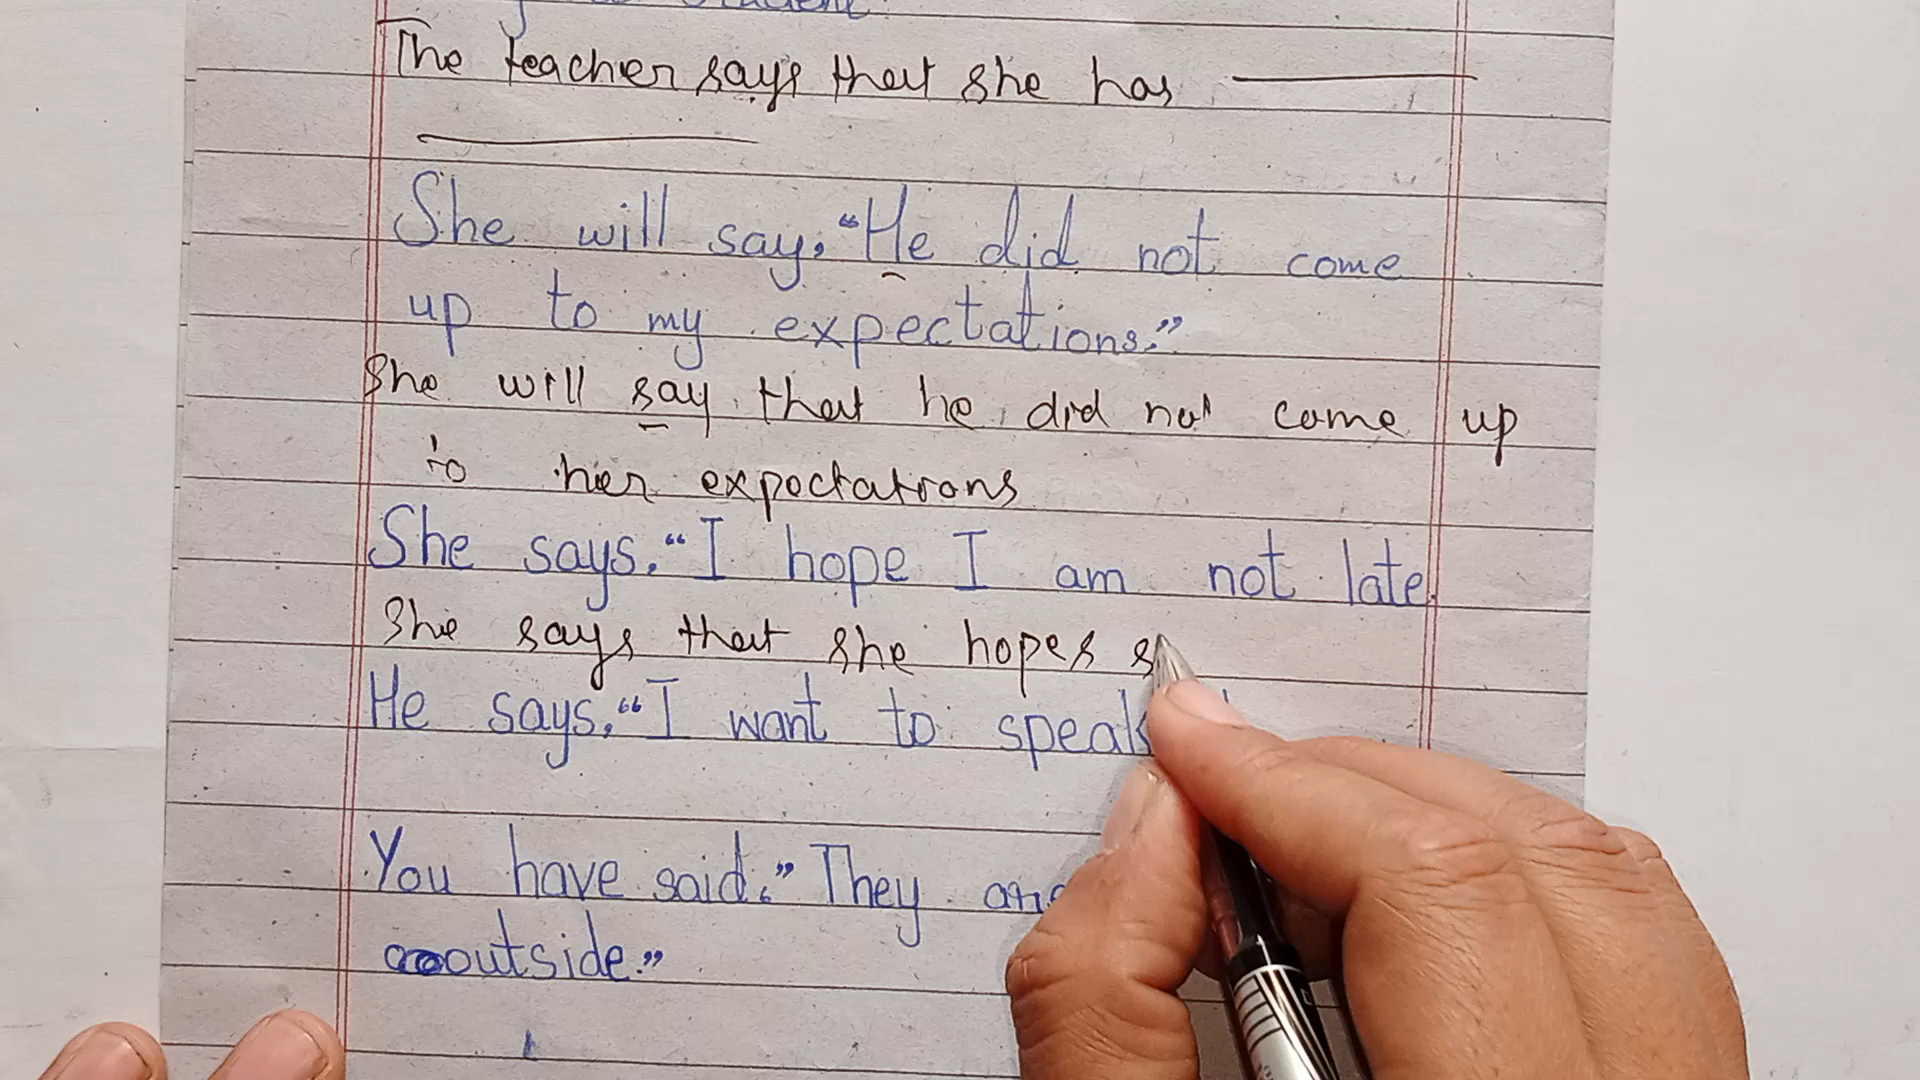 student.
The teacher says that she has
She will say, “He did not come
up to my expectations.”
She will say that he did not come up
to her expectations
She says, “I hope I am not late.
She says that she hopes s
He says, “I want to speak
You have said, ” They are
outside.”